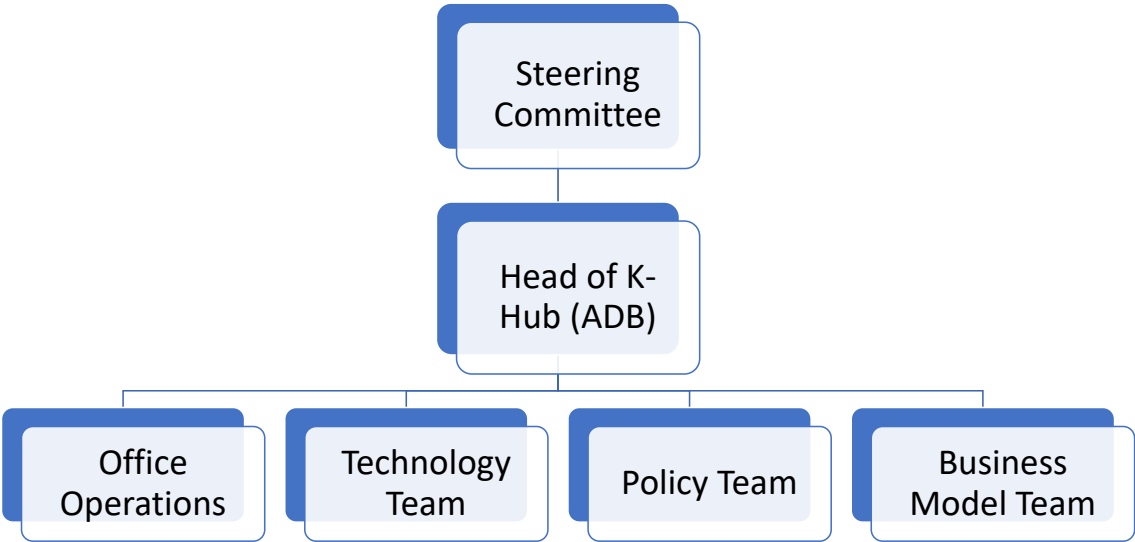 Steering
Committee
Head of K-
Hub (ADB)
Office
Operations
Technology
Team
Policy Team
Business
Model Team